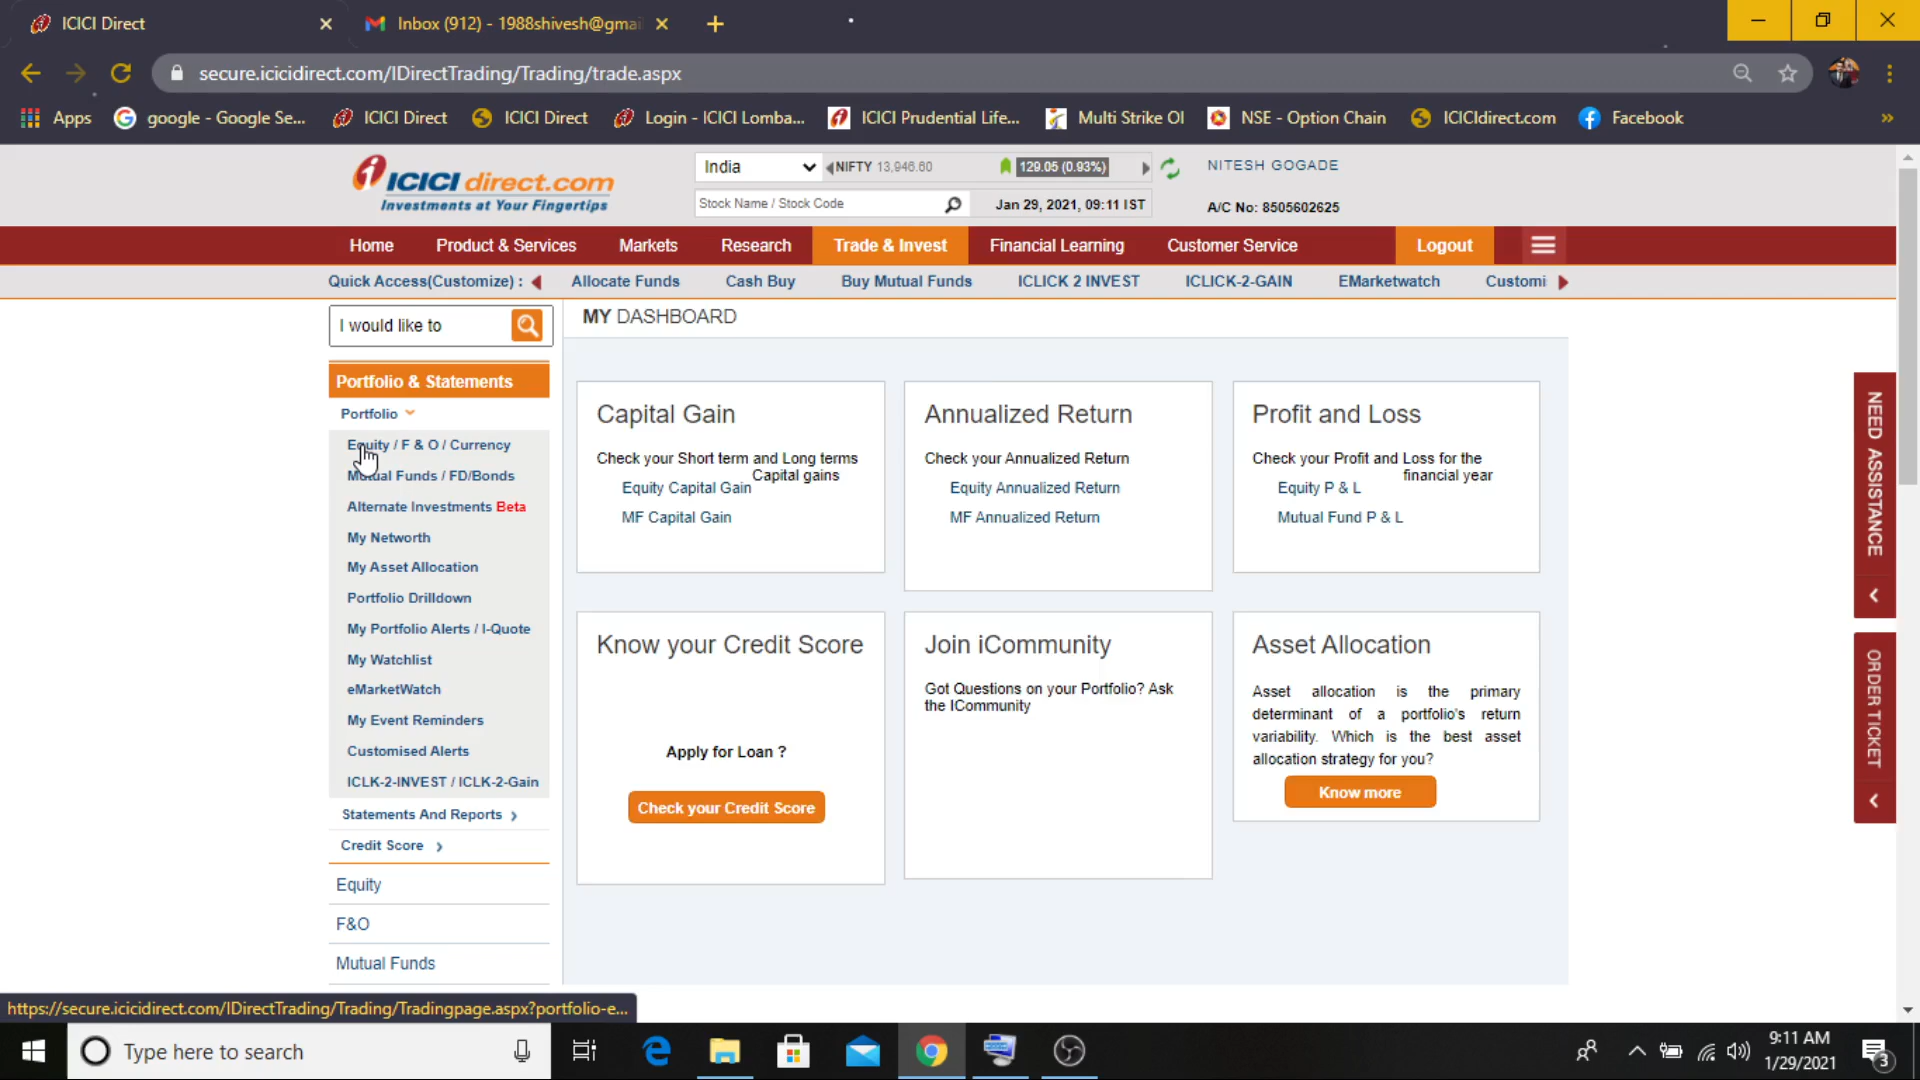 ICICI Direct
Inbox (912) - 1988shivesh@gmai
secure.icicidirect.com/IDirectTrading/Trading/trade.aspx
Apps
google - Google Se...
ICICI Direct
ICICI Direct
Login - ICICI Lomba...
ICICI Prudential Life...
Multi Strike OI
NSE - Option Chain
ICICIdirect.com
Facebook
ICICI direct.com
Investments at Your Fingertips
India
NIFTY 13,946.60
129.05 (0.93%)
NITESH GOGADE
Stock Name / Stock Code
Jan 29, 2021, 09:11 IST
A/C No: 8505602625
Home
Product & Services
Markets
Research
Trade & Invest
Financial Learning
Customer Service
Logout
Quick Access(Customize) :
Allocate Funds
Cash Buy
Buy Mutual Funds
ICLICK 2 INVEST
ICLICK-2-GAIN
EMarketwatch
Customi
I would like to
Portfolio & Statements
Portfolio
Equity / F & O / Currency
Mutual Funds / FD/Bonds
Alternate Investments Beta
My Networth
My Asset Allocation
Portfolio Drilldown
My Portfolio Alerts / I-Quote
My Watchlist
eMarketWatch
My Event Reminders
Customised Alerts
ICLK-2-INVEST / ICLK-2-Gain
Statements And Reports
Credit Score
Equity
F&O
Mutual Funds
MY DASHBOARD
Capital Gain
Check your Short term and Long terms
Capital gains
Equity Capital Gain
MF Capital Gain
Annualized Return
Check your Annualized Return
Equity Annualized Return
MF Annualized Return
Profit and Loss
Check your Profit and Loss for the
financial year
Equity P & L
Mutual Fund P & L
Know your Credit Score
Apply for Loan ?
Check your Credit Score
Join iCommunity
Got Questions on your Portfolio? Ask
the ICommunity
Asset Allocation
Asset allocation is the primary
determinant of a portfolio's return
variability. Which is the best asset
allocation strategy for you?
Know more
NEED ASSISTANCE
ORDER TICKET
https://secure.icicidirect.com/IDirectTrading/Trading/Tradingpage.aspx?portfolio-e...
Type here to search
9:11 AM
1/29/2021
3